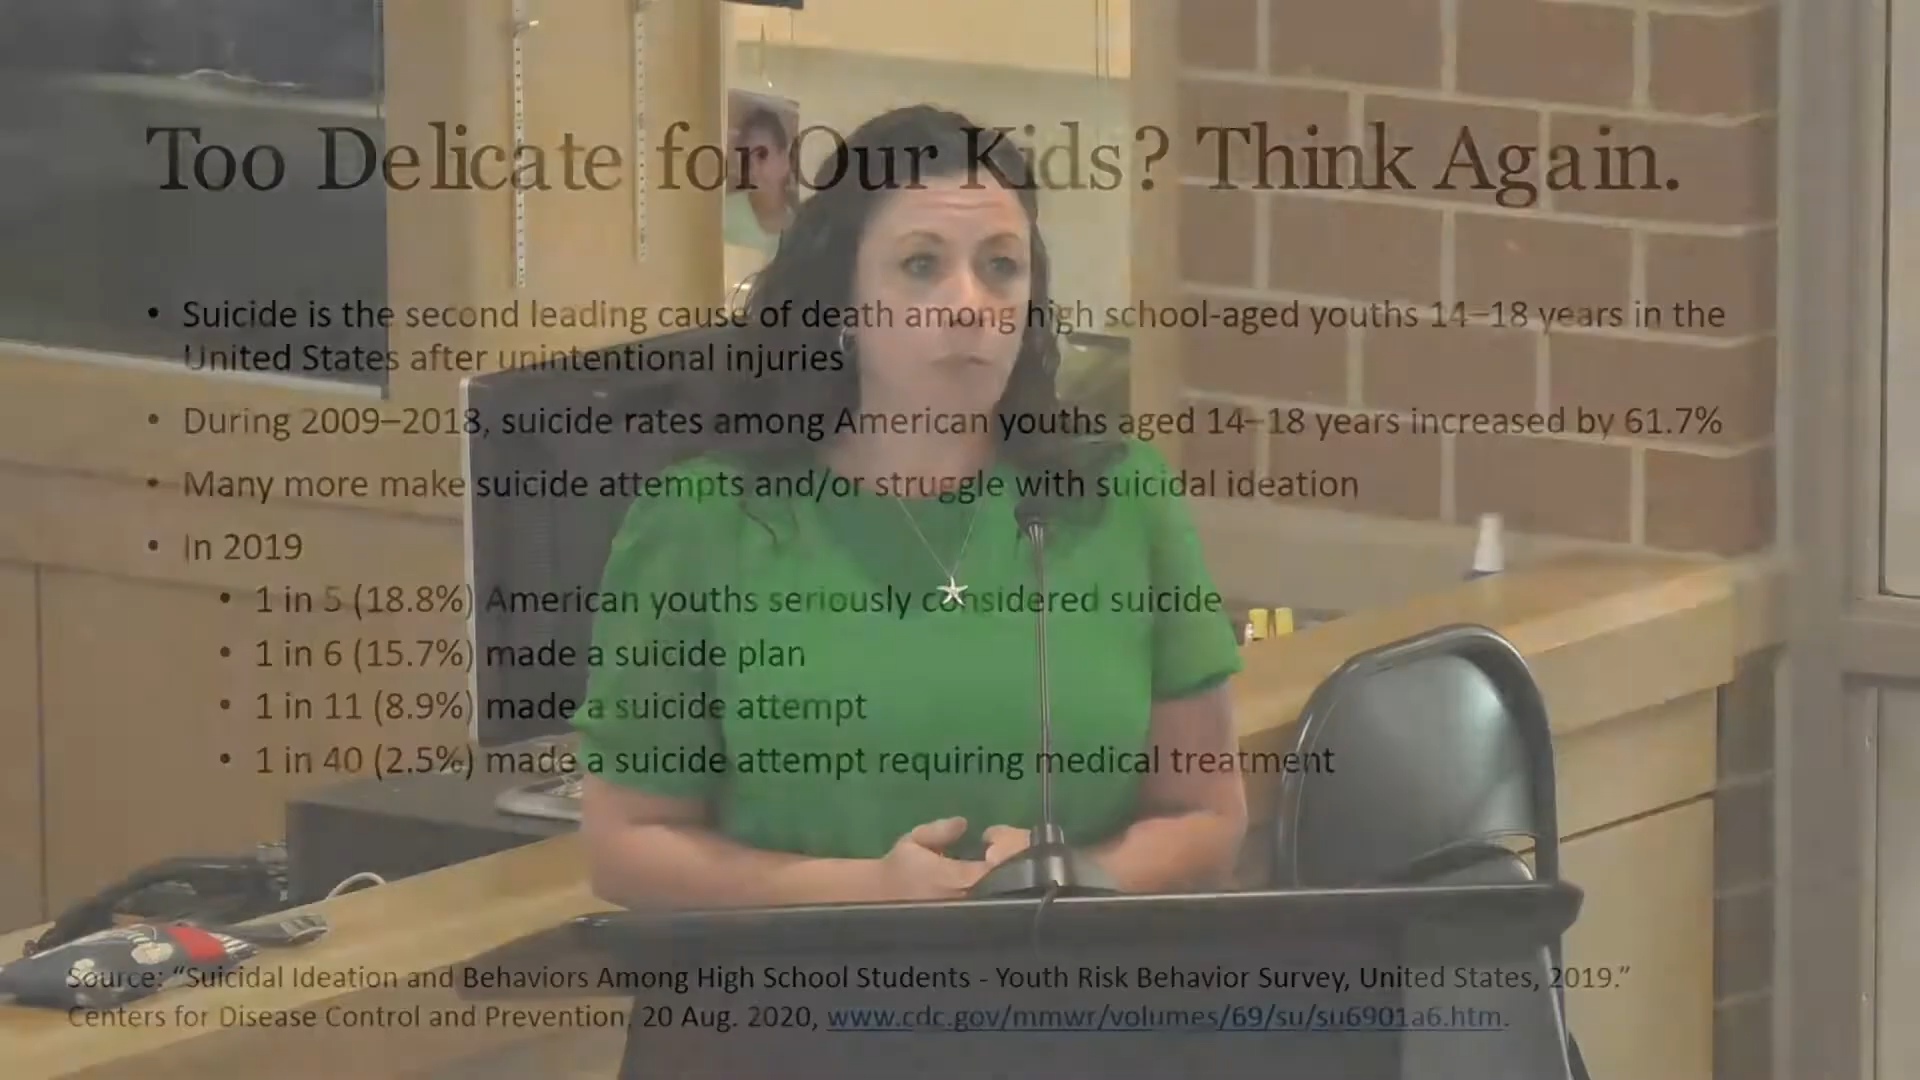 Too Delicate for Our Kids? Think Again.
• Suicide is the second leading cause of death among high school-aged youths 14–18 years in the
United States after unintentional injuries
• During 2009–2018, suicide rates among American youths aged 14–18 years increased by 61.7%
• Many more make suicide attempts and/or struggle with suicidal ideation
• In 2019
• 1 in 5 (18.8%) American youths seriously considered suicide
• 1 in 6 (15.7%) made a suicide plan
• 1 in 11 (8.9%) made a suicide attempt
• 1 in 40 (2.5%) made a suicide attempt requiring medical treatment
Source: “Suicidal Ideation and Behaviors Among High School Students - Youth Risk Behavior Survey, United States, 2019.”
Centers for Disease Control and Prevention, 20 Aug. 2020, www.cdc.gov/mmwr/volumes/69/su/su6901a6.htm.